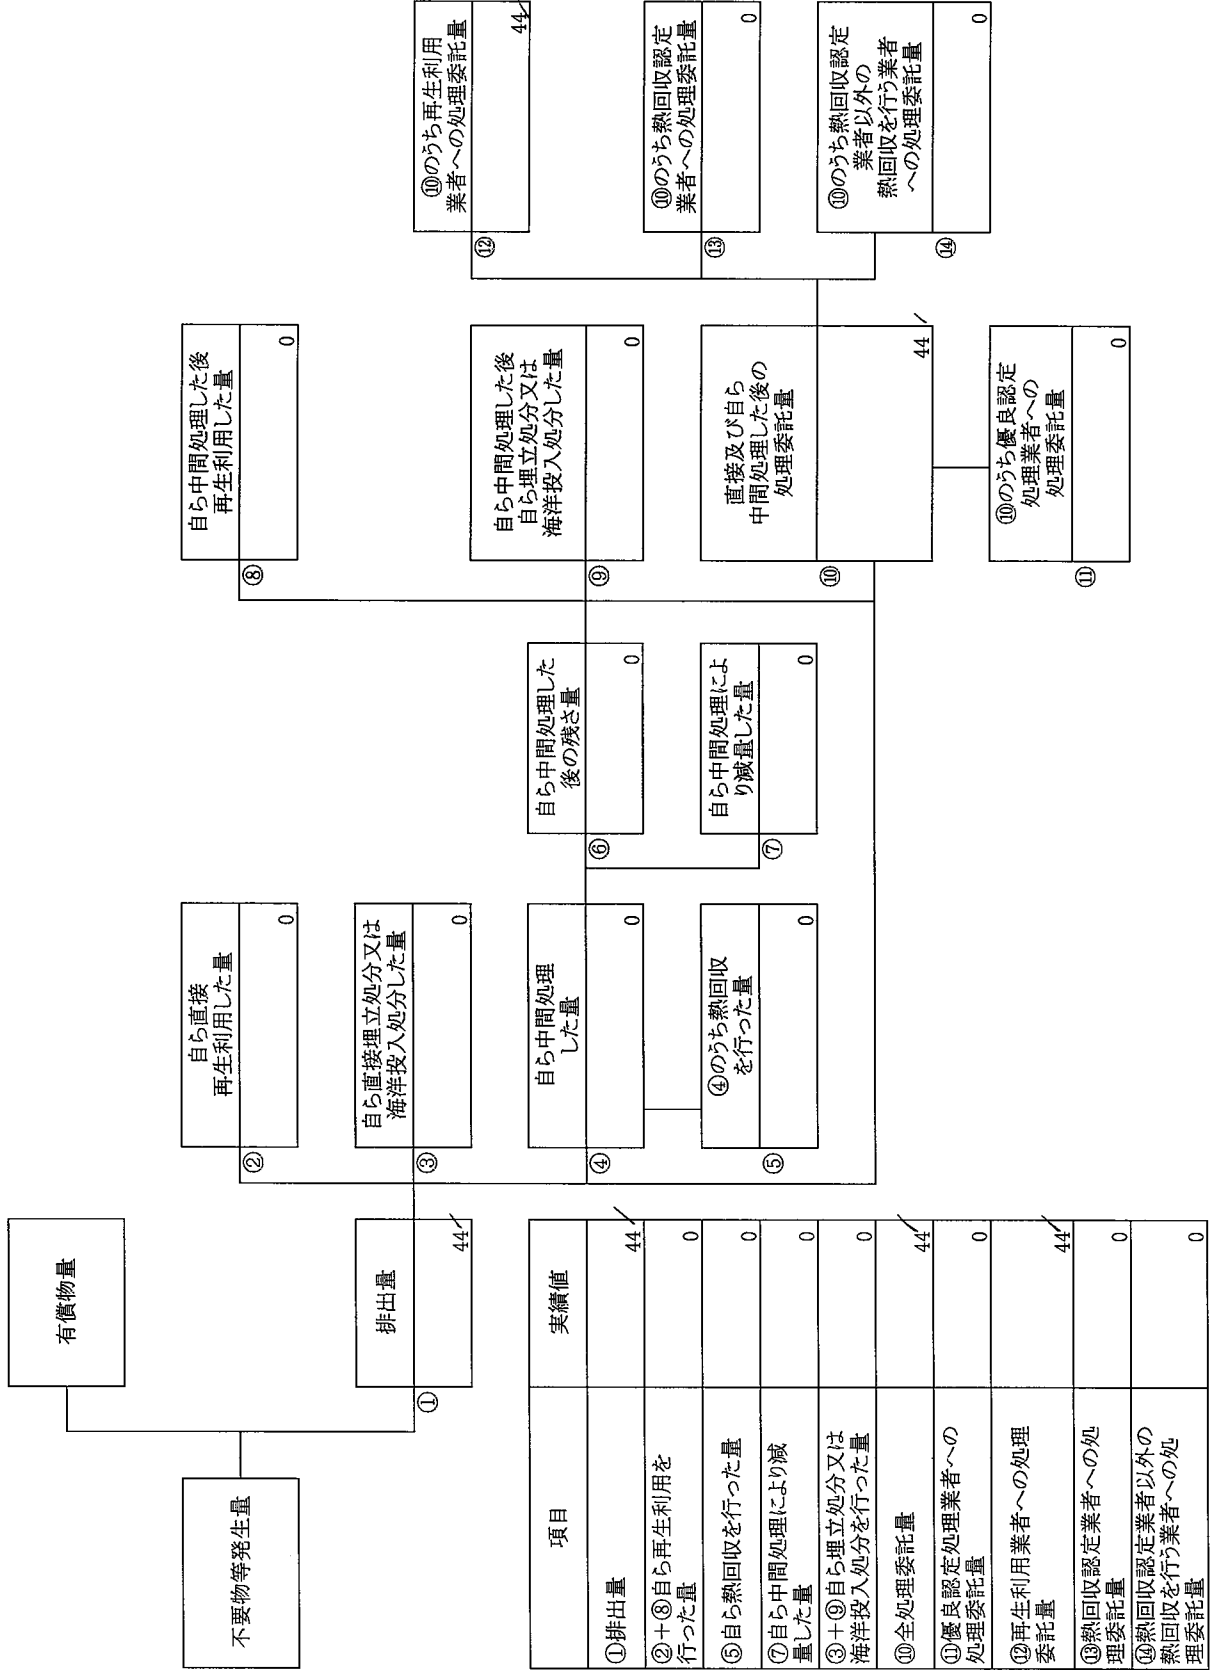 不要物等発生量
有償物量
①
排出量
44
②
自ら直接
再生利用した量
0
③
自ら直接埋立処分又は
海洋投入処分した量
0
④
自ら中間処理
した量
0
⑤
④のうち熱回収
を行った量
0
⑥
自ら中間処理した
後の残さ量
0
⑦
自ら中間処理によ
り減量した量
0
⑧
自ら中間処理した後
再生利用した量
0
⑨
自ら中間処理した後
自ら埋立処分又は
海洋投入処分した量
0
⑩
直接及び自ら
中間処理した後の
処理委託量
44
⑪
⑩のうち優良認定
処理業者への
処理委託量
0
⑫
⑩のうち再生利用
業者への処理委託量
44
⑬
⑩のうち熱回収認定
業者への処理委託量
0
⑭
⑩のうち熱回収認定
業者以外の
熱回収を行う業者
への処理委託量
0
項目 実績値
①排出量 44
②+⑧自ら再生利用を
行った量 0
⑤自ら熱回収を行った量 0
⑦自ら中間処理により減
量した量 0
③+⑨自ら埋立処分又は
海洋投入処分を行った量 0
⑩全処理委託量 44
⑪優良認定処理業者への
処理委託量 0
⑫再生利用業者への処理
委託量 44
⑬熱回収認定業者への処
理委託量 0
⑭熱回収認定業者以外の
熱回収を行う業者への処
理委託量 0